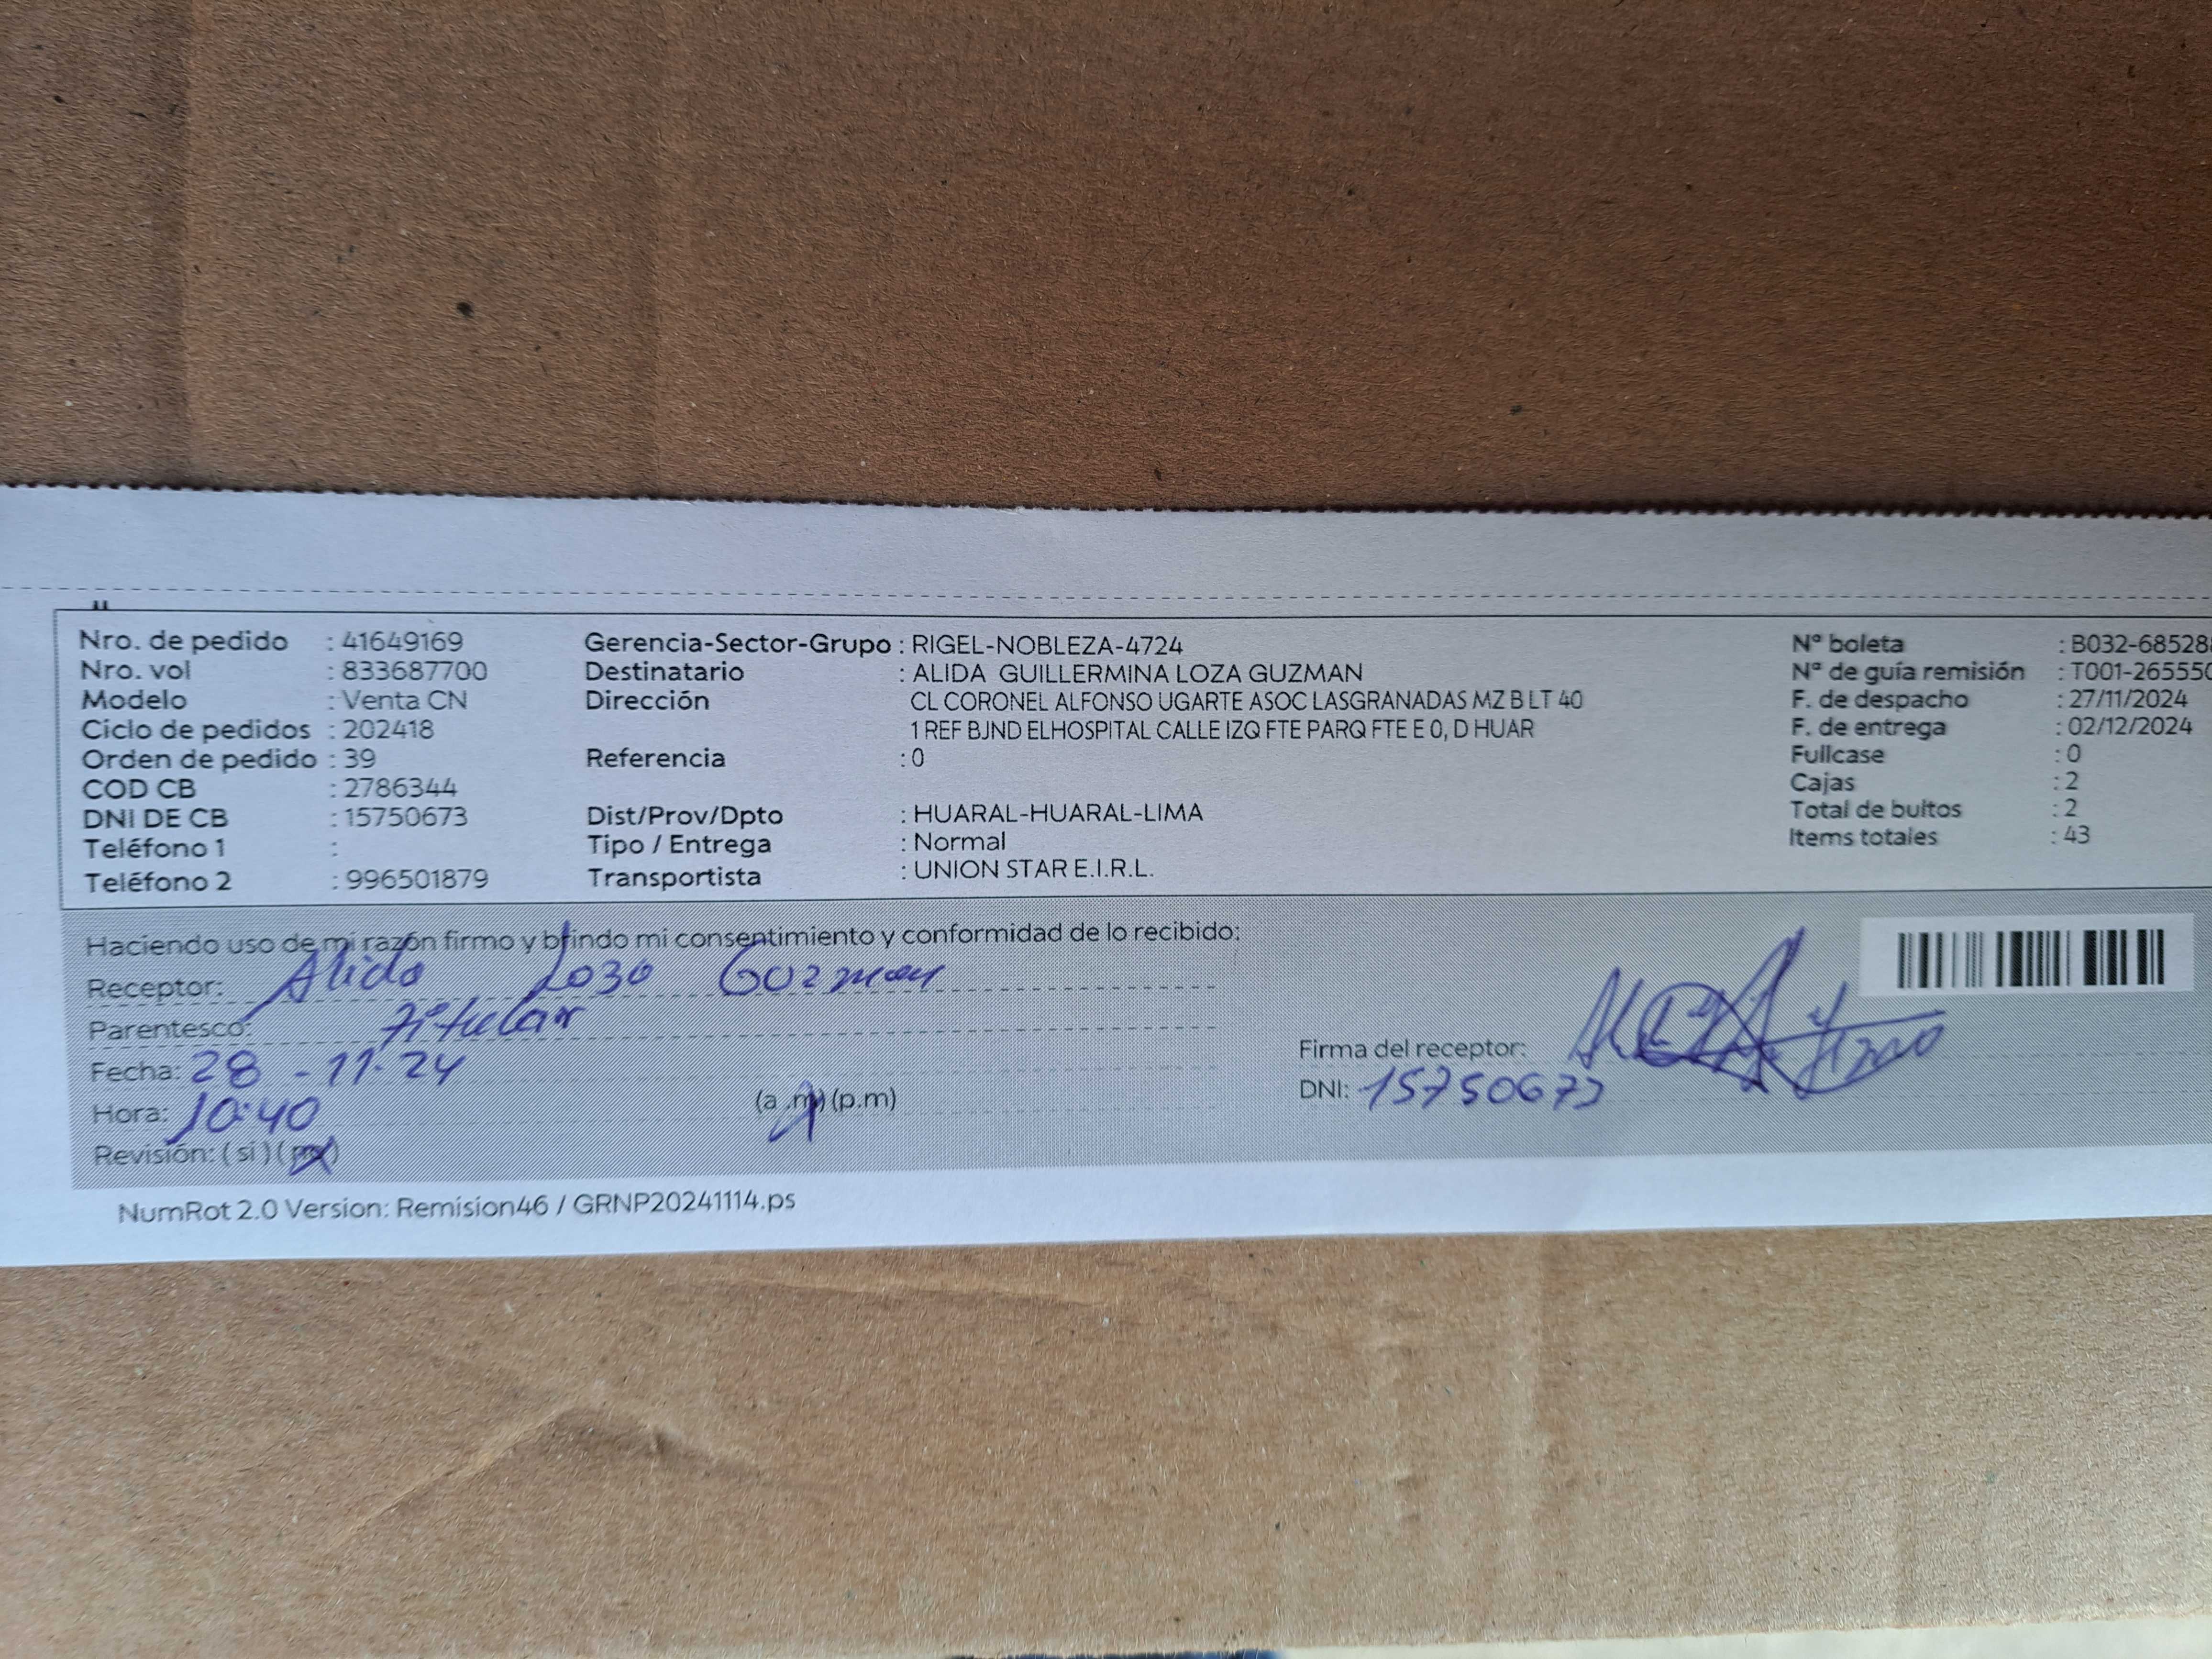 Nro. de pedido : 41649169 Gerencia-Sector-Grupo : RIGEL-NOBLEZA-4724 Nº boleta : B032-68528
Nro. vol : 833687700 Destinatario : ALIDA GUILLERMINA LOZA GUZMAN Nº de guía remisión : T001-265550
Modelo : Venta CN Dirección CL CORONEL ALFONSO UGARTE ASOC LASGRANADAS MZ B LT 40 F. de despacho : 27/11/2024
Ciclo de pedidos : 202418 1 REF BJND ELHOSPITAL CALLE IZQ FTE PARQ FTE E 0, D HUAR F. de entrega : 02/12/2024
Orden de pedido : 39 Referencia : 0 Fullcase : 0
COD CB : 2786344 Cajas : 2
DNI DE CB : 15750673 Dist/Prov/Dpto : HUARAL-HUARAL-LIMA Total de bultos : 2
Teléfono 1 : Tipo / Entrega : Normal Items totales : 43
Teléfono 2 : 996501879 Transportista : UNION STAR E.I.R.L.
Haciendo uso de mi razón firmo y brindo mi consentimiento y conformidad de lo recibido:
Receptor: Alida Loza Guzman
Parentesco: Titular
Fecha: 28 - 11-24 Firma del receptor:
Hora: 10:40 (a .m) (p.m) DNI: 15750673
Revisión: ( si ) ( no )
NumRot 2.0 Version: Remision46 / GRNP20241114.ps